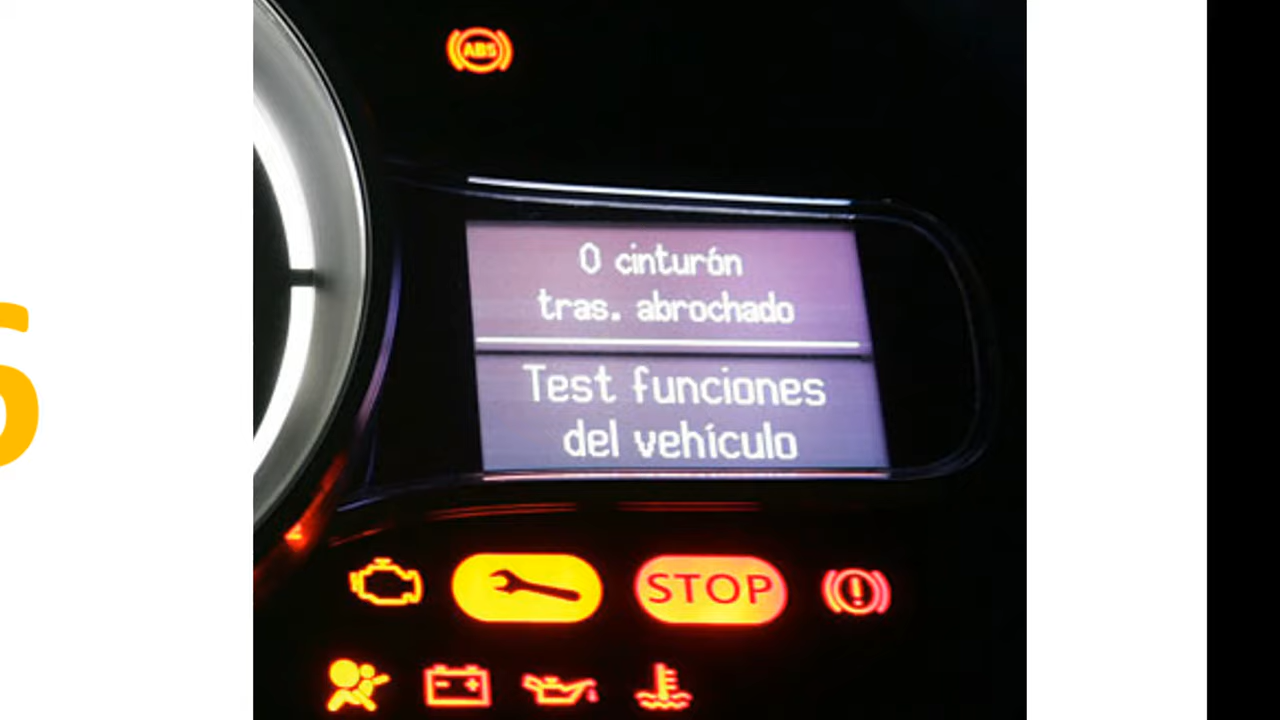 ABS
0 cinturón
tras. abrochado
Test funciones
del vehículo
STOP